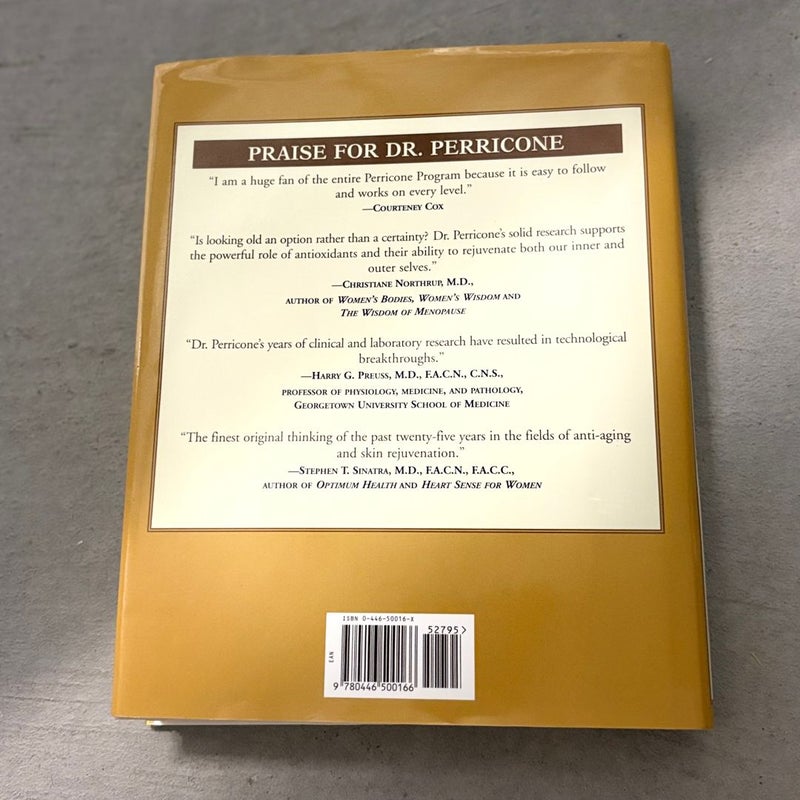 PRAISE FOR DR. PERRICONE
“I am a huge fan of the entire Perricone Program because it is easy to follow
and works on every level.”
—Courteney Cox
“Is looking old an option rather than a certainty? Dr. Perricone’s solid research supports
the powerful role of antioxidants and their ability to rejuvenate both our inner and
outer selves.”
—Christiane Northrup, M.D.,
author of Women’s Bodies, Women’s Wisdom and
The Wisdom of Menopause
“Dr. Perricone’s years of clinical and laboratory research have resulted in technological
breakthroughs.”
—Harry G. Preuss, M.D., F.A.C.N., C.N.S.,
professor of physiology, medicine, and pathology,
Georgetown University School of Medicine
“The finest original thinking of the past twenty-five years in the fields of anti-aging
and skin rejuvenation.”
—Stephen T. Sinatra, M.D., F.A.C.N., F.A.C.C.,
author of Optimum Health and Heart Sense for Women
ISBN 0-446-50016-X
52795>
EAN
9 780446 500166